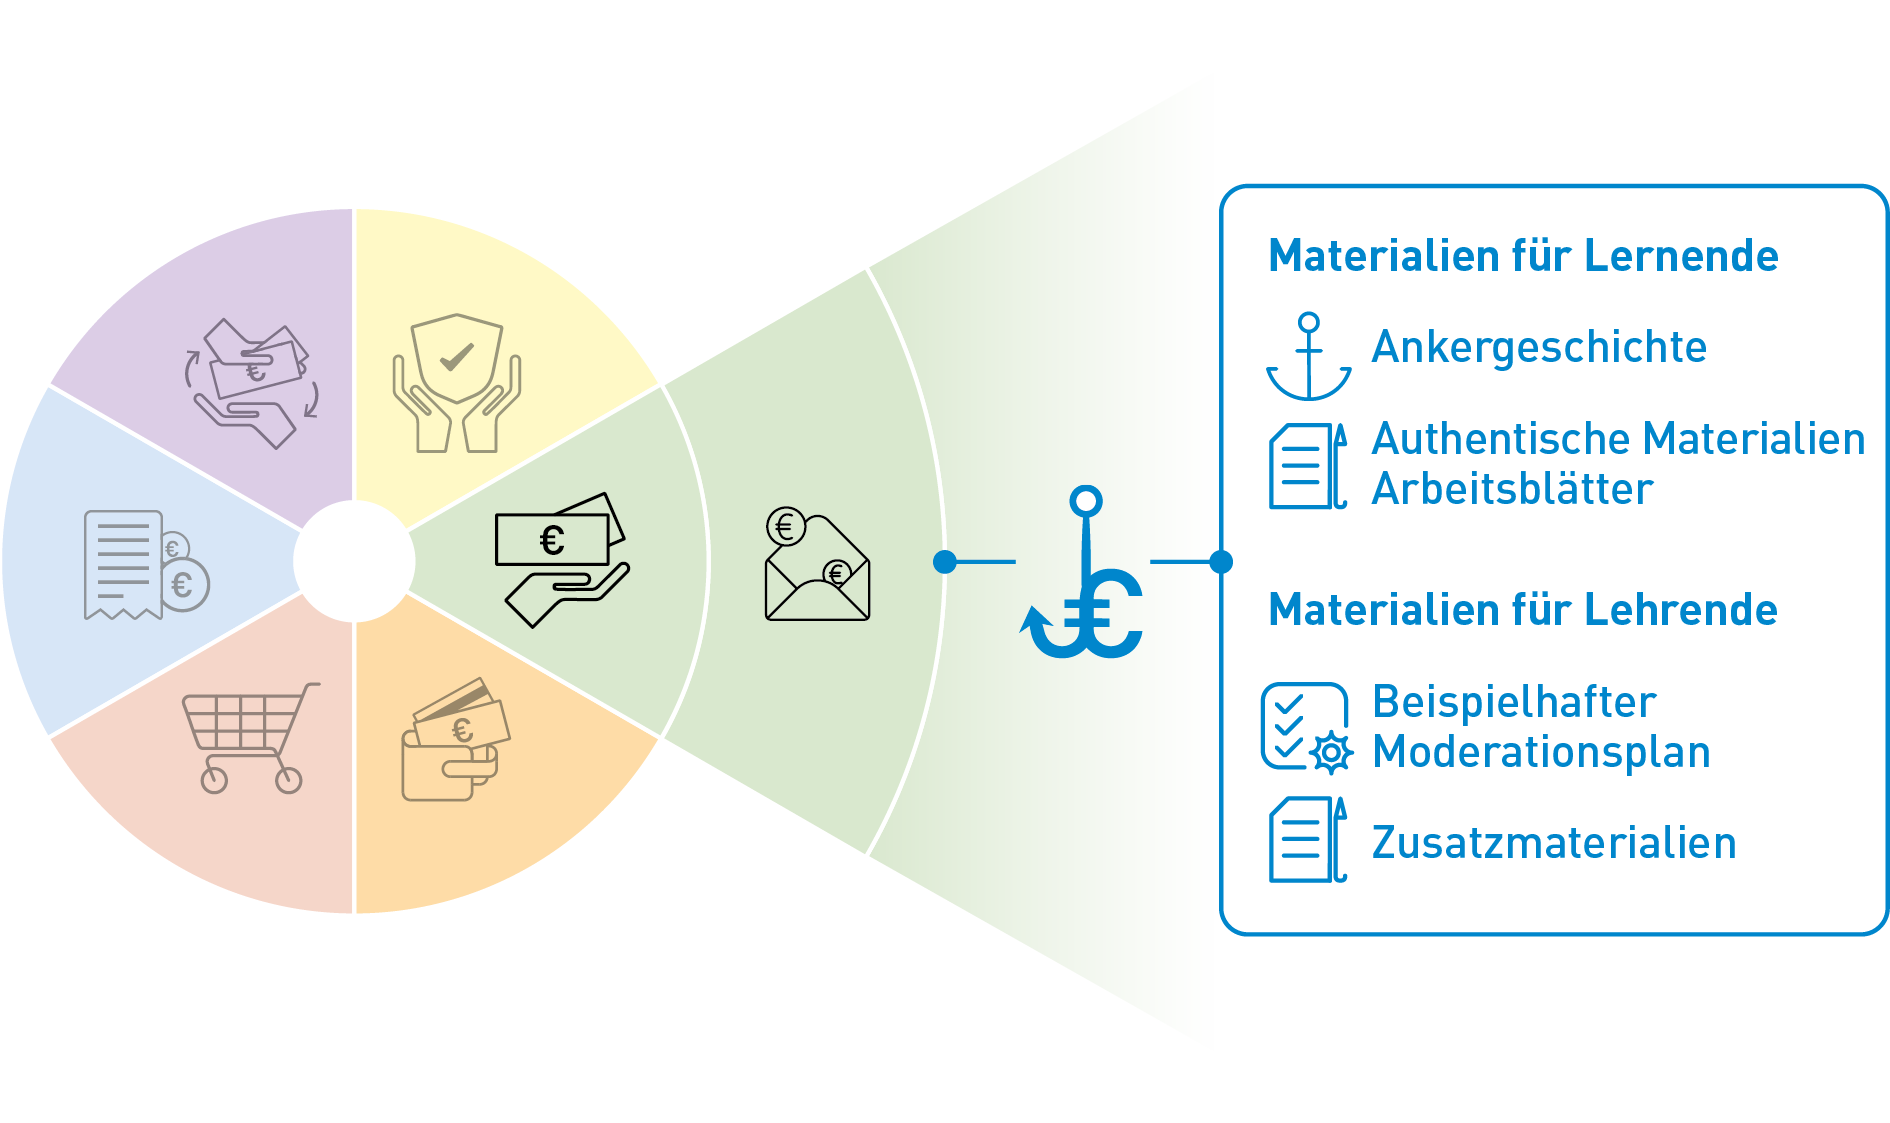 Materialien für Lernende
Ankergeschichte
Authentische Materialien
Arbeitsblätter
Materialien für Lehrende
Beispielhafter
Moderationsplan
Zusatzmaterialien
€
€
€
€
€
€
€